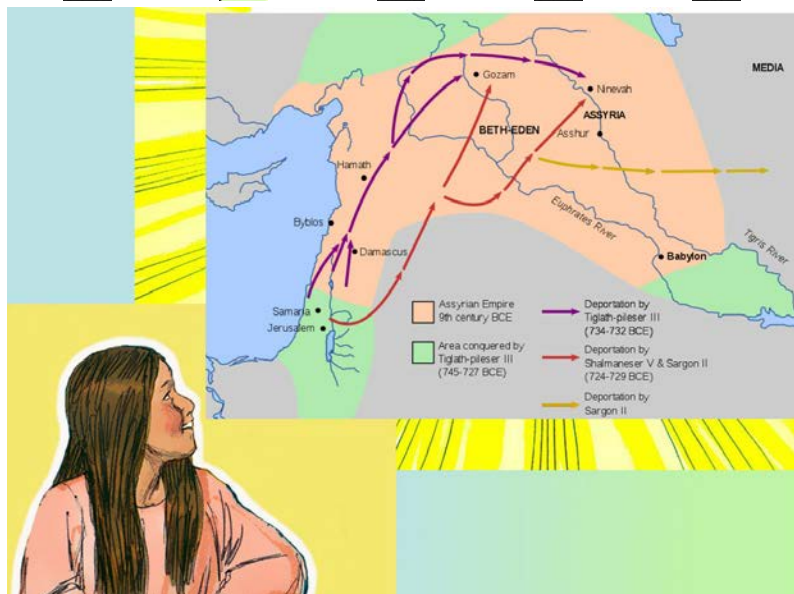 MEDIA
Gozam
Ninevah
ASSYRIA
BETH-EDEN
Asshur
Hamath
Byblos
Damascus
Euphrates River
Tigris River
Babylon
Samaria
Jerusalem
Assyrian Empire
9th century BCE
Area conquered by
Tiglath-pileser III
(745-727 BCE)
Deportation by
Tiglath-pileser III
(734-732 BCE)
Deportation by
Shalmaneser V & Sargon II
(724-729 BCE)
Deportation by
Sargon II